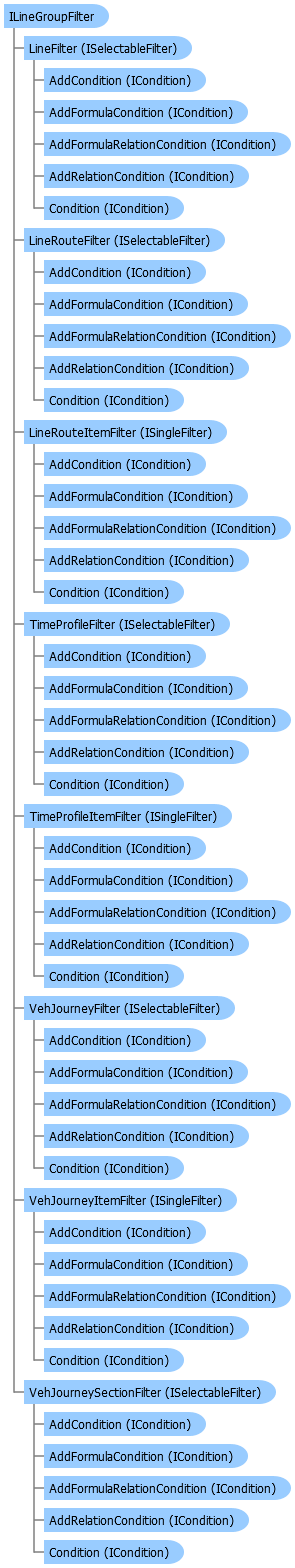 ILineGroupFilter
LineFilter (ISelectableFilter)
AddCondition (ICondition)
AddFormulaCondition (ICondition)
AddFormulaRelationCondition (ICondition)
AddRelationCondition (ICondition)
Condition (ICondition)
LineRouteFilter (ISelectableFilter)
AddCondition (ICondition)
AddFormulaCondition (ICondition)
AddFormulaRelationCondition (ICondition)
AddRelationCondition (ICondition)
Condition (ICondition)
LineRouteItemFilter (ISingleFilter)
AddCondition (ICondition)
AddFormulaCondition (ICondition)
AddFormulaRelationCondition (ICondition)
AddRelationCondition (ICondition)
Condition (ICondition)
TimeProfileFilter (ISelectableFilter)
AddCondition (ICondition)
AddFormulaCondition (ICondition)
AddFormulaRelationCondition (ICondition)
AddRelationCondition (ICondition)
Condition (ICondition)
TimeProfileItemFilter (ISingleFilter)
AddCondition (ICondition)
AddFormulaCondition (ICondition)
AddFormulaRelationCondition (ICondition)
AddRelationCondition (ICondition)
Condition (ICondition)
VehJourneyFilter (ISelectableFilter)
AddCondition (ICondition)
AddFormulaCondition (ICondition)
AddFormulaRelationCondition (ICondition)
AddRelationCondition (ICondition)
Condition (ICondition)
VehJourneyItemFilter (ISingleFilter)
AddCondition (ICondition)
AddFormulaCondition (ICondition)
AddFormulaRelationCondition (ICondition)
AddRelationCondition (ICondition)
Condition (ICondition)
VehJourneySectionFilter (ISelectableFilter)
AddCondition (ICondition)
AddFormulaCondition (ICondition)
AddFormulaRelationCondition (ICondition)
AddRelationCondition (ICondition)
Condition (ICondition)